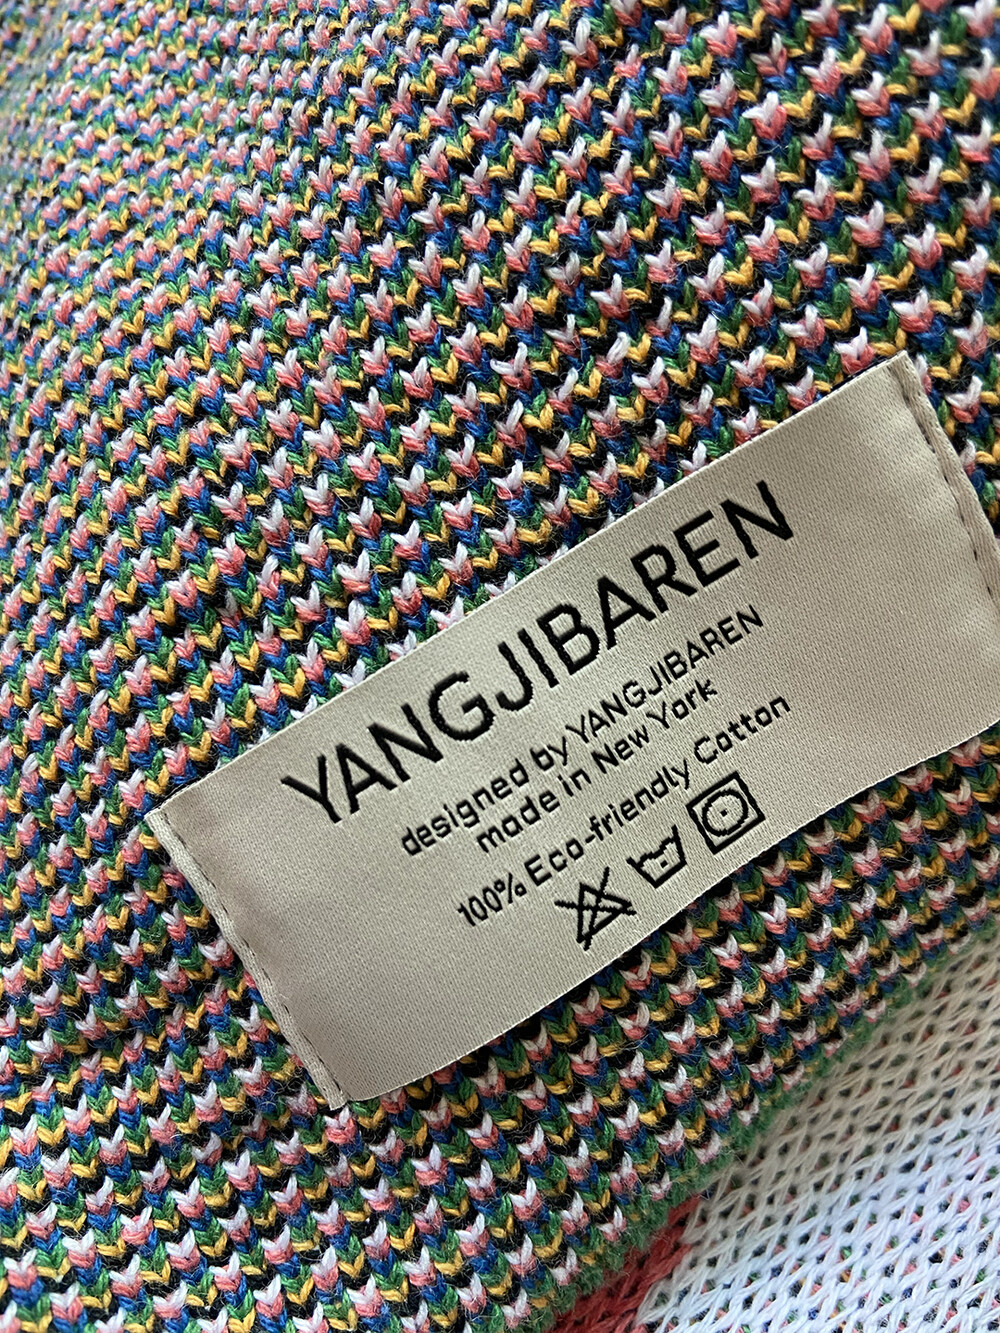 YANGJIBAREN
designed by YANGJIBAREN
made in New York
100% Eco-friendly Cotton